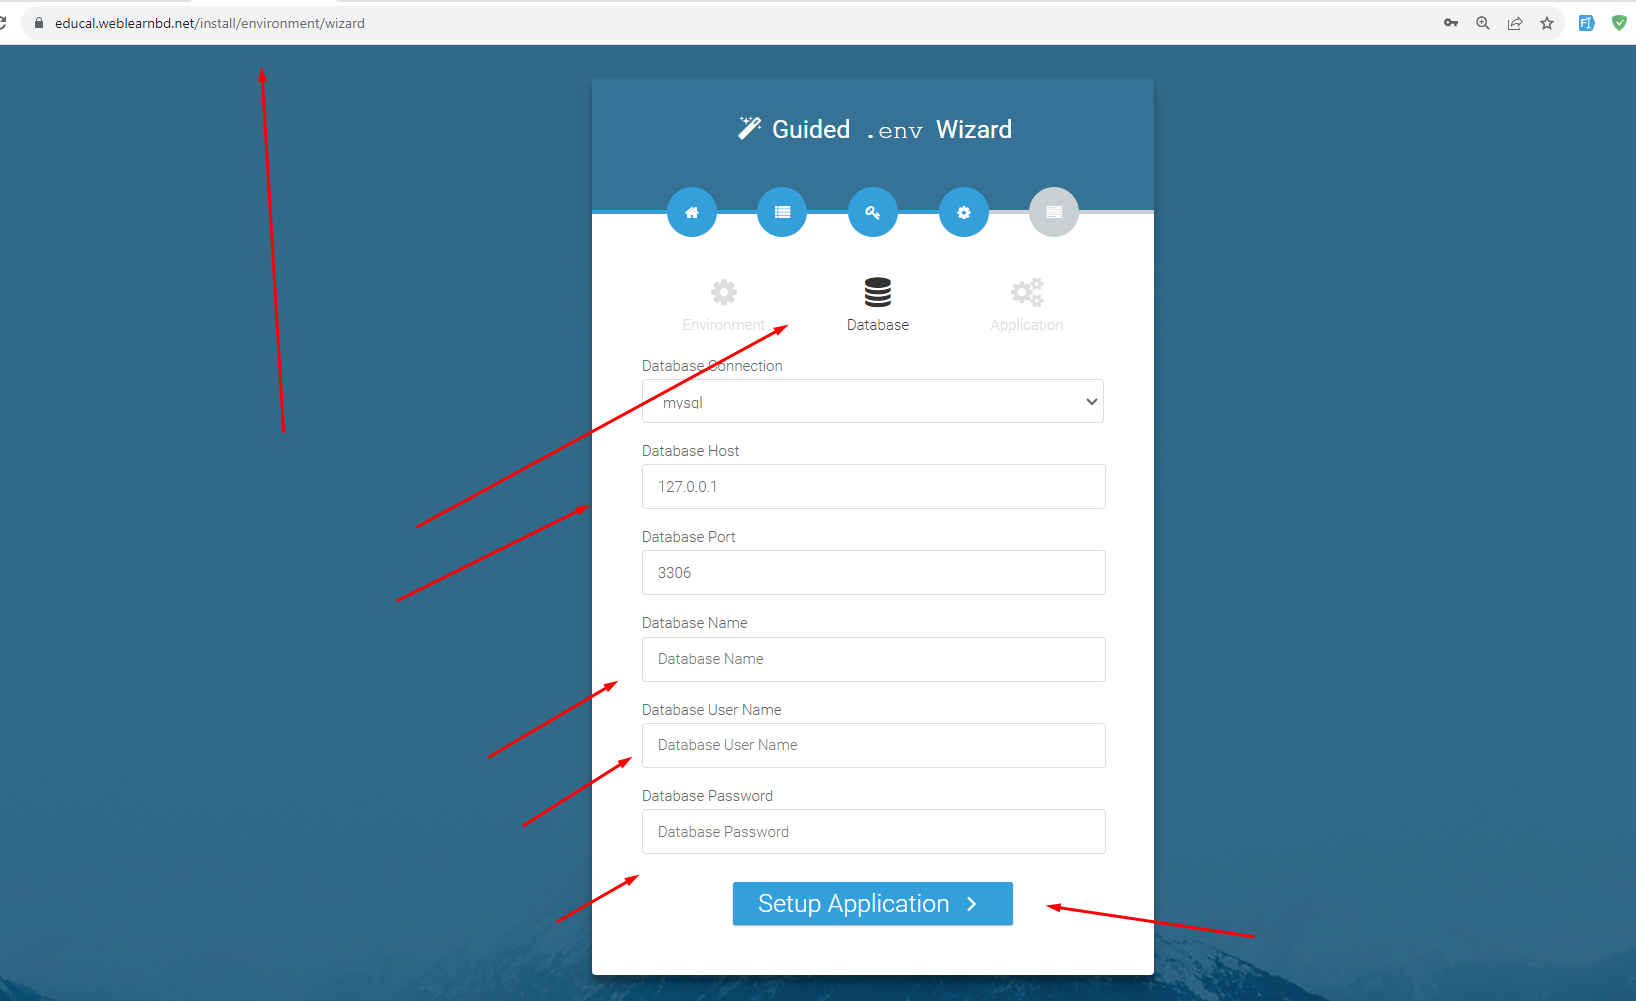 educal.weblearnbd.net/install/environment/wizard
Guided .env Wizard
Environment Database Application
Database Connection
mysql
Database Host
127.0.0.1
Database Port
3306
Database Name
Database Name
Database User Name
Database User Name
Database Password
Database Password
Setup Application